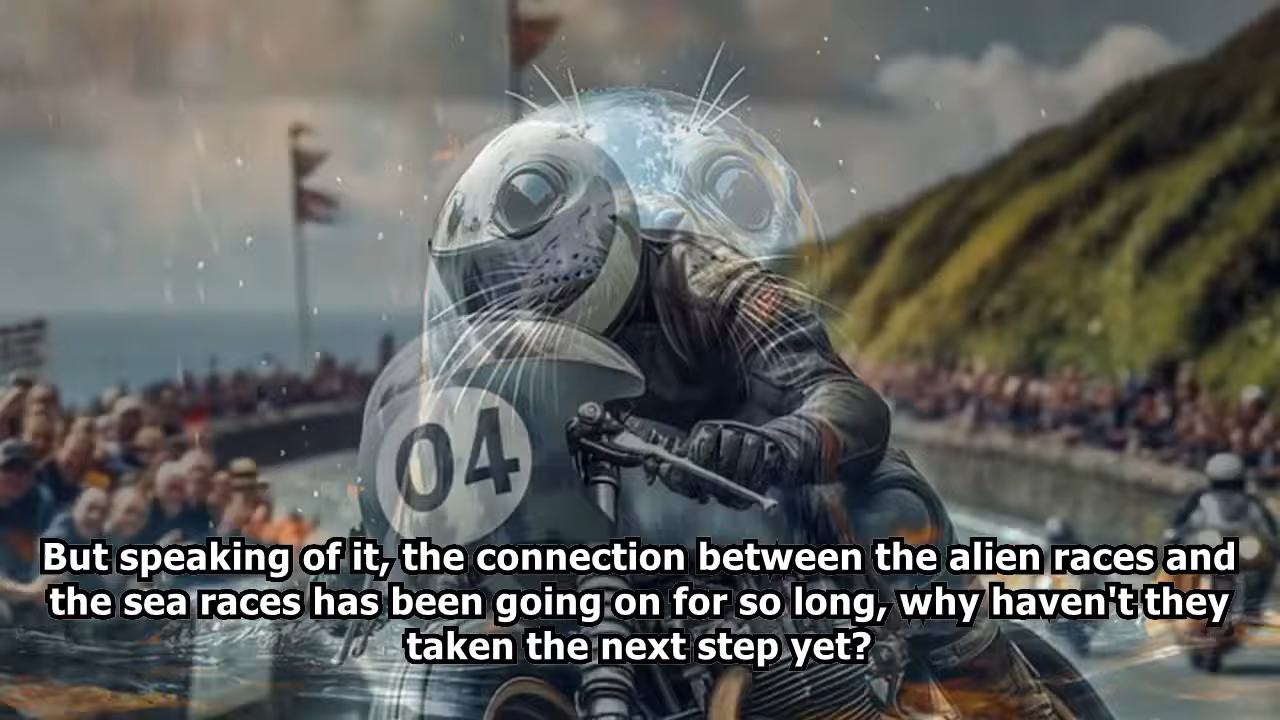 04
But speaking of it, the connection between the alien races and
the sea races has been going on for so long, why haven't they
taken the next step yet?